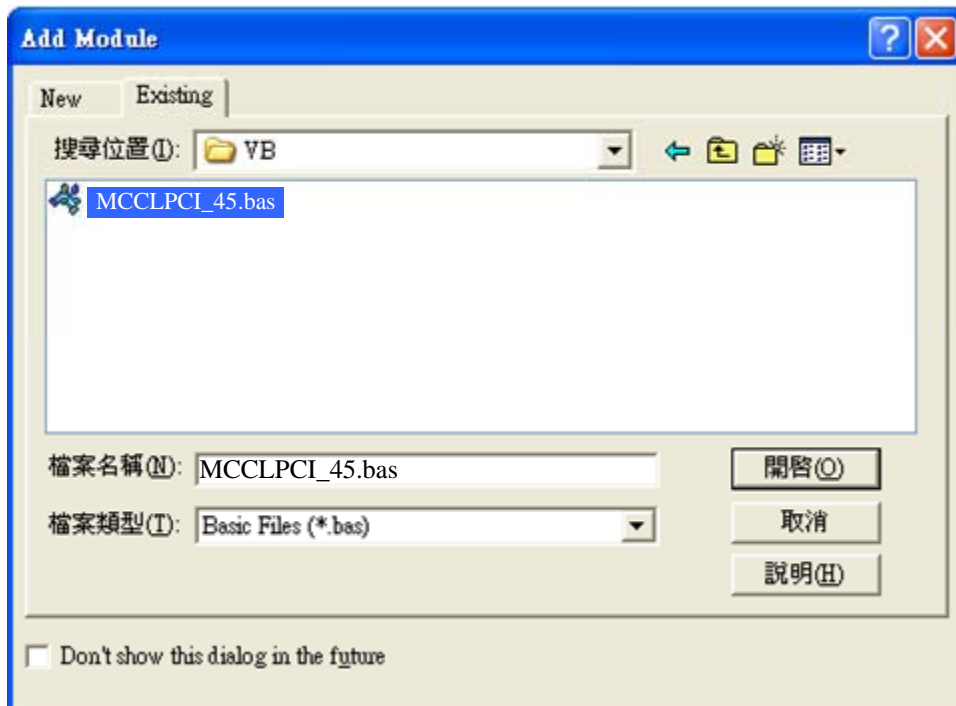 Add Module
New Existing
搜尋位置(I): VB
MCCLPCI_45.bas
檔案名稱(N): MCCLPCI_45.bas 開啓(O)
檔案類型(T): Basic Files (*.bas) 取消
說明(H)
Don't show this dialog in the future